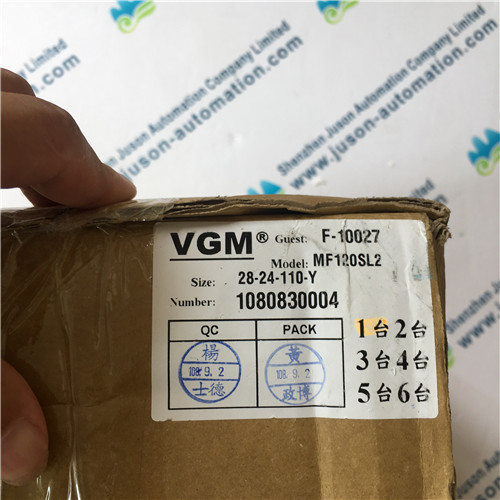 Shenzhen Juson Automation Company Limited
www.juson-automation.com
VGM® Guest: F-10027
Model: MF120SL2
Size: 28-24-110-Y
Number: 1080830004
QC PACK
楊 108.9.2 士德
黄 108.9.2 政博
1台2台
3台4台
5台6台